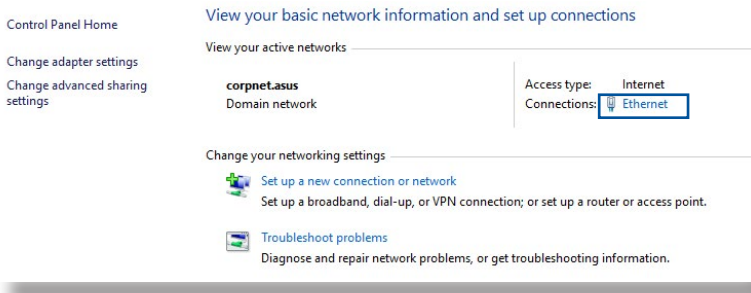 Control Panel Home
Change adapter settings
Change advanced sharing
settings
View your basic network information and set up connections
View your active networks
corpnet.asus
Domain network
Access type: Internet
Connections: Ethernet
Change your networking settings
Set up a new connection or network
Set up a broadband, dial-up, or VPN connection; or set up a router or access point.
Troubleshoot problems
Diagnose and repair network problems, or get troubleshooting information.